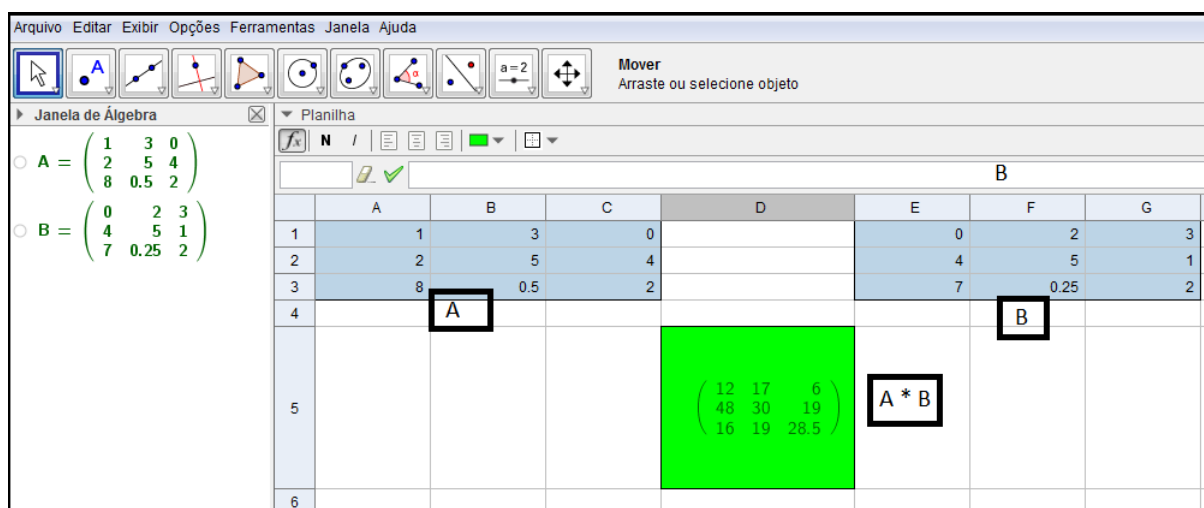 Arquivo Editar Exibir Opções Ferramentas Janela Ajuda
A
α
a=2
Mover
Arraste ou selecione objeto
Janela de Álgebra
A = ( 1 3 0
2 5 4
8 0.5 2 )
B = ( 0 2 3
4 5 1
7 0.25 2 )
Planilha
fx N I
B
A B C D E F G
1 1 3 0 0 2 3
2 2 5 4 4 5 1
3 8 0.5 2 7 0.25 2
4 A B
5 ( 12 17 6
48 30 19
16 19 28.5 ) A * B
6